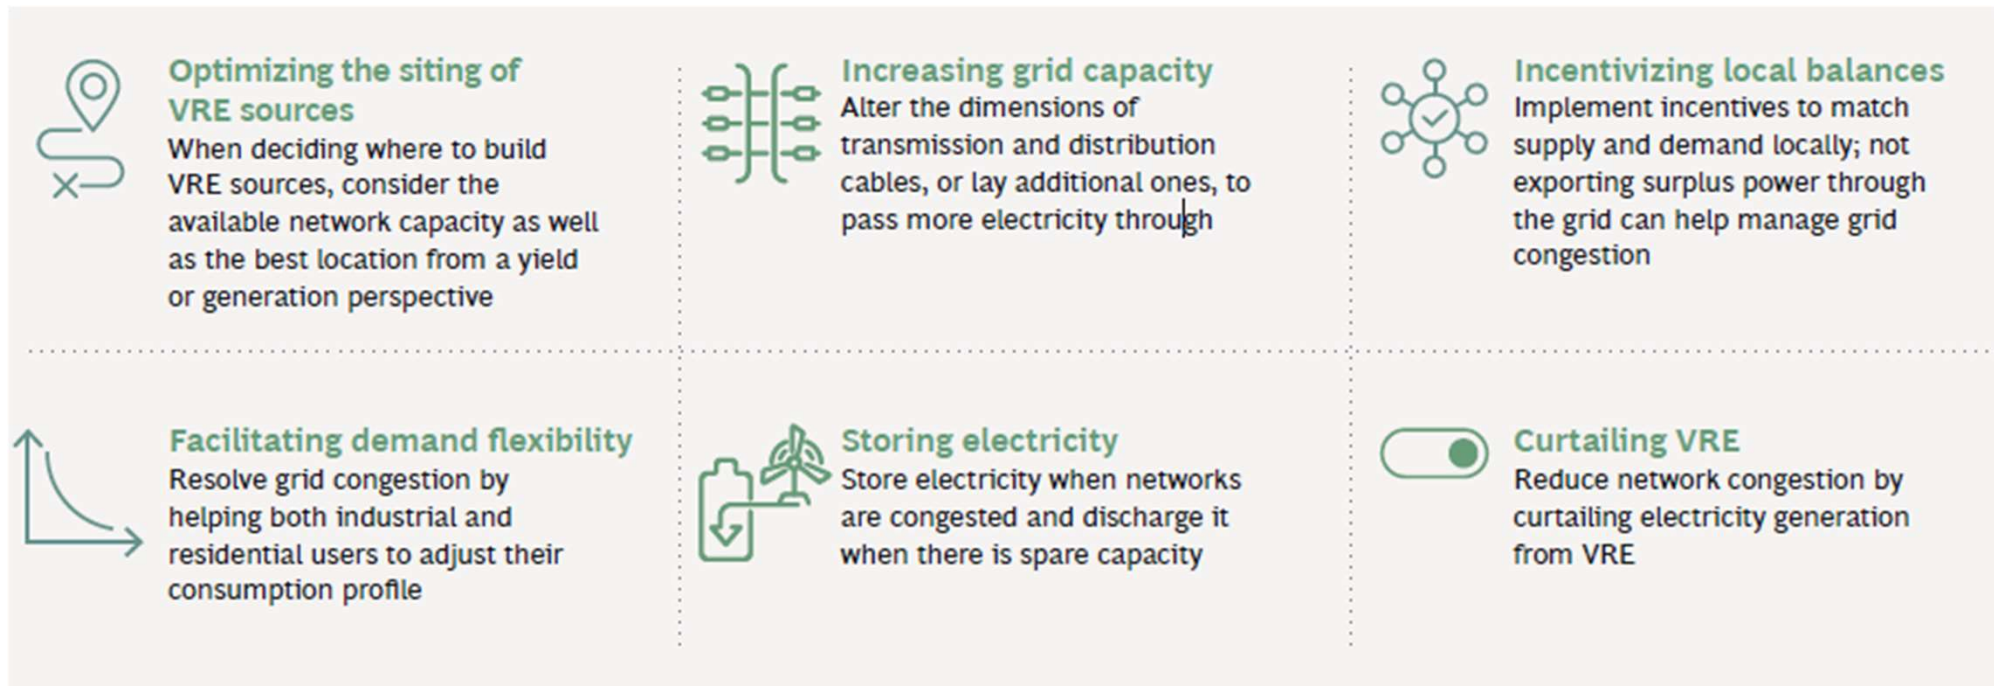 Optimizing the siting of
VRE sources
When deciding where to build
VRE sources, consider the
available network capacity as well
as the best location from a yield
or generation perspective
Increasing grid capacity
Alter the dimensions of
transmission and distribution
cables, or lay additional ones, to
pass more electricity through
Incentivizing local balances
Implement incentives to match
supply and demand locally; not
exporting surplus power through
the grid can help manage grid
congestion
Facilitating demand flexibility
Resolve grid congestion by
helping both industrial and
residential users to adjust their
consumption profile
Storing electricity
Store electricity when networks
are congested and discharge it
when there is spare capacity
Curtailing VRE
Reduce network congestion by
curtailing electricity generation
from VRE